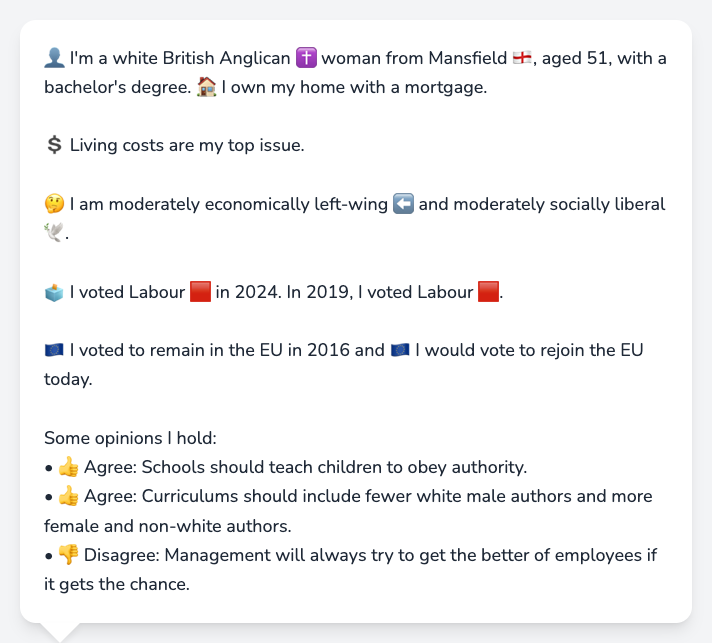 👤 I'm a white British Anglican ✝️ woman from Mansfield 🏴󠁧󠁢󠁥󠁮󠁧󠁿, aged 51, with a
bachelor's degree. 🏠 I own my home with a mortgage.
💲 Living costs are my top issue.
🤔 I am moderately economically left-wing ⬅️ and moderately socially liberal
🕊️.
🗳️ I voted Labour 🟥 in 2024. In 2019, I voted Labour 🟥.
🇪🇺 I voted to remain in the EU in 2016 and 🇪🇺 I would vote to rejoin the EU
today.
Some opinions I hold:
• 👍 Agree: Schools should teach children to obey authority.
• 👍 Agree: Curriculums should include fewer white male authors and more
female and non-white authors.
• 👎 Disagree: Management will always try to get the better of employees if
it gets the chance.